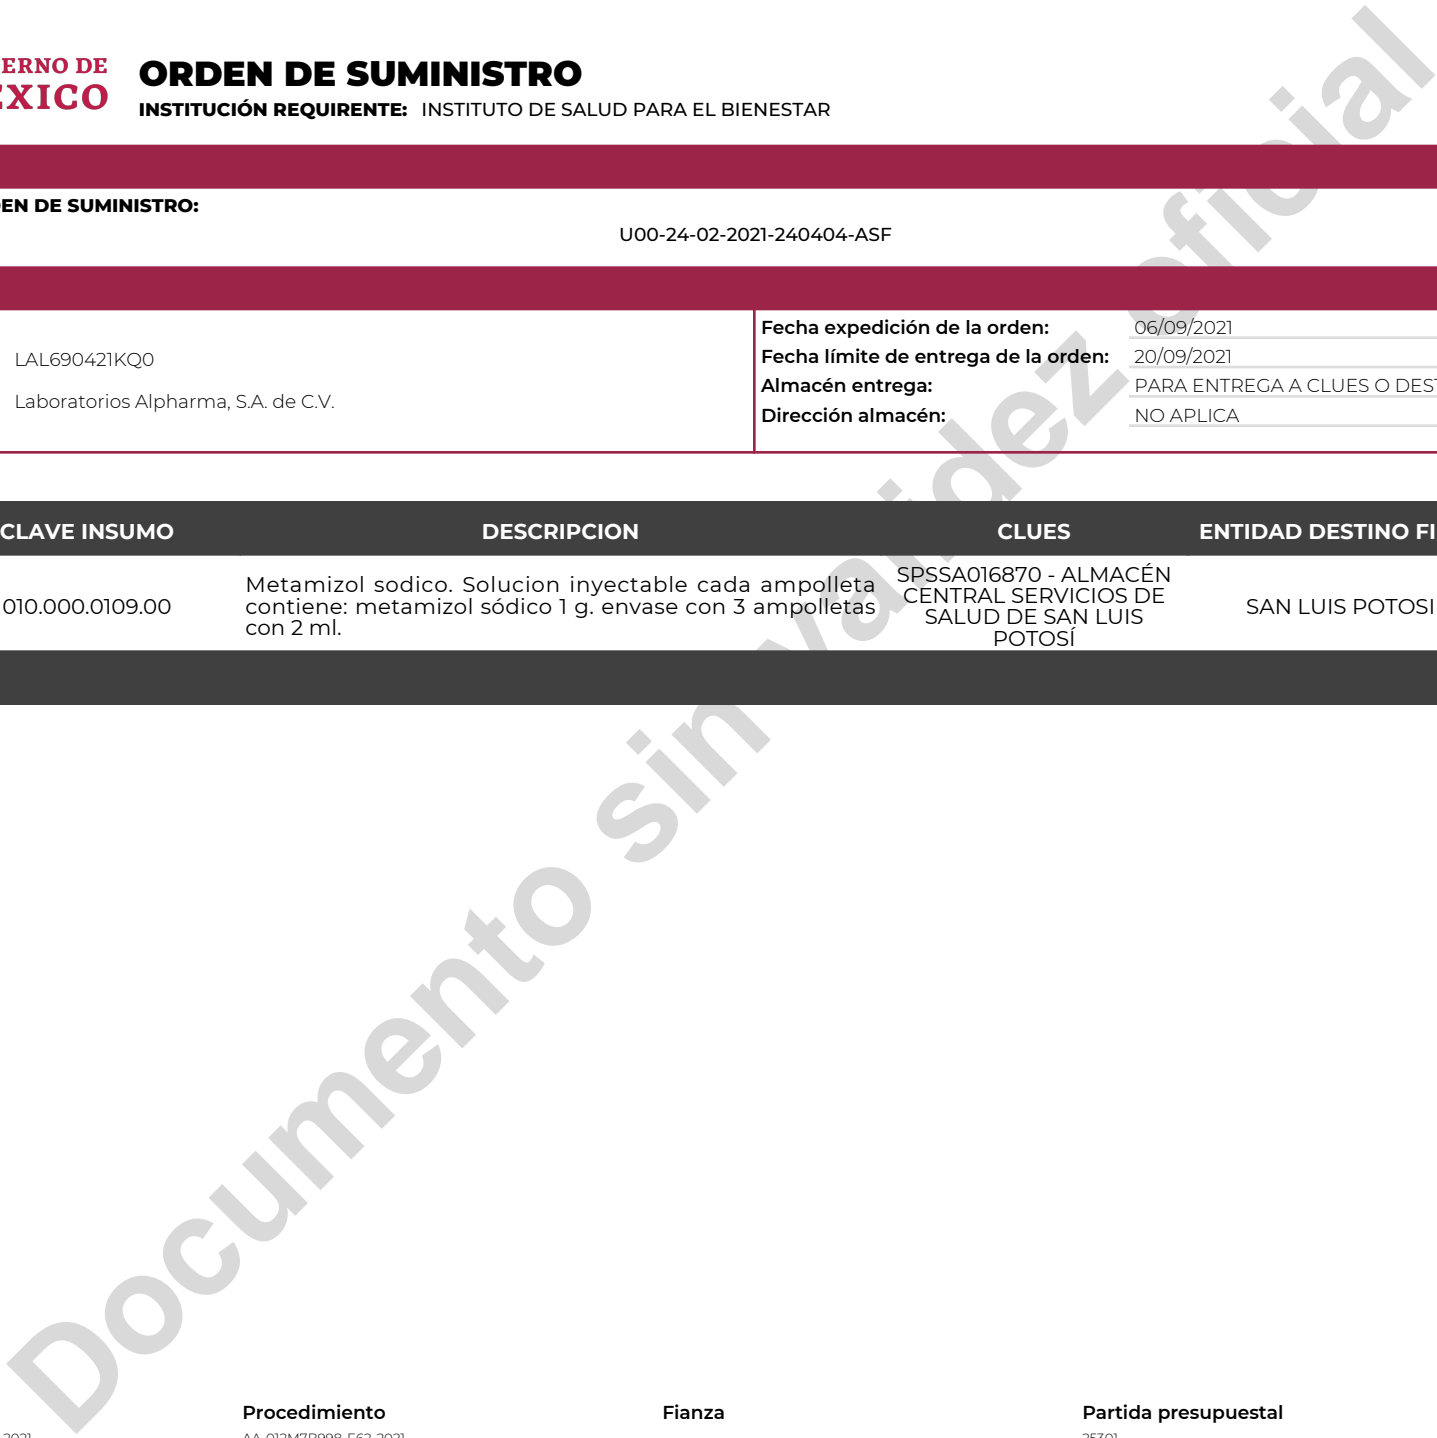 ERNO DE
ORDEN DE SUMINISTRO
INSTITUCIÓN REQUIRENTE: INSTITUTO DE SALUD PARA EL BIENESTAR
EN DE SUMINISTRO:
U00-24-02-2021-240404-ASF
LAL690421KQ0
Laboratorios Alpharma, S.A. de C.V.
Fecha expedición de la orden: 06/09/2021
Fecha límite de entrega de la orden: 20/09/2021
Almacén entrega: PARA ENTREGA A CLUES O DEST
Dirección almacén: NO APLICA
CLAVE INSUMO DESCRIPCION CLUES ENTIDAD DESTINO FI
010.000.0109.00
Metamizol sodico. Solucion inyectable cada ampolleta
contiene: metamizol sódico 1 g. envase con 3 ampolletas
con 2 ml.
SPSSA016870 - ALMACÉN
CENTRAL SERVICIOS DE
SALUD DE SAN LUIS
POTOSÍ
SAN LUIS POTOSI
Documento sin validez oficial
Procedimiento Fianza Partida presupuestal